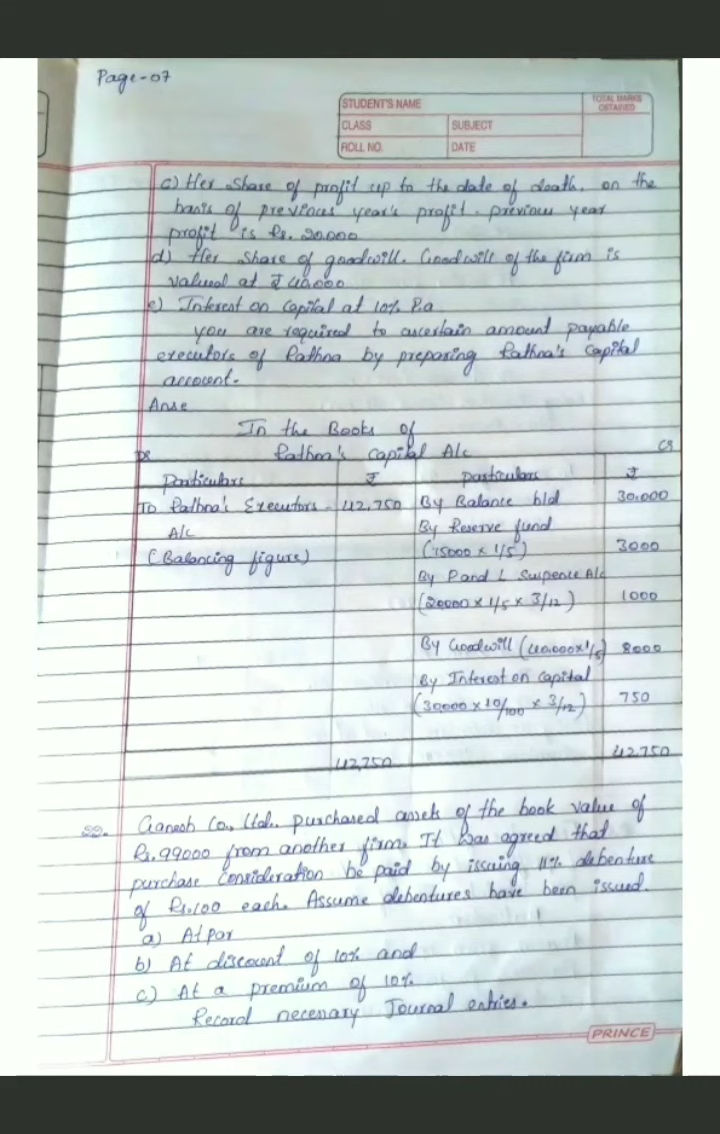 Page-07
STUDENT'S NAME
TOTAL MARKS OBTAINED
CLASS SUBJECT
ROLL NO. DATE
c) Her share of profit up to the date of death. on the
basis of previous year's profit. previous year
profit is Rs. 20000
d) Her share of goodwill. Goodwill of the firm is
valued at ₹ 40,000
e) Interest on capital at 10% P.a
you are required to ascertain amount payable
executors of Rathna by preparing Rathna's Capital
account.
Ans:
In the Books of
Dr Rathna's capital A/c Cr
Particulars ₹ Particulars ₹
To Rathna's Executors 42,750 By Balance b/d 30,000
A/c By Reserve fund
(Balancing figure) (15000 x 1/5) 3000
By P and L Suspence A/c
(20000 x 1/5 x 3/12) 1000
By Goodwill (40,000x1/5) 8000
By Interest on capital
(30000 x 10/100 x 3/12) 750
42,750 42,750
22. Ganesh Co., Ltd. purchased assets of the book value of
Rs.99000 from another firm. It was agreed that
purchase consideration be paid by issuing 11% debenture
of Rs.100 each. Assume debentures have been issued.
a) At par
b) At discount of 10% and
c) At a premium of 10%
Record necessary Journal entries.
PRINCE